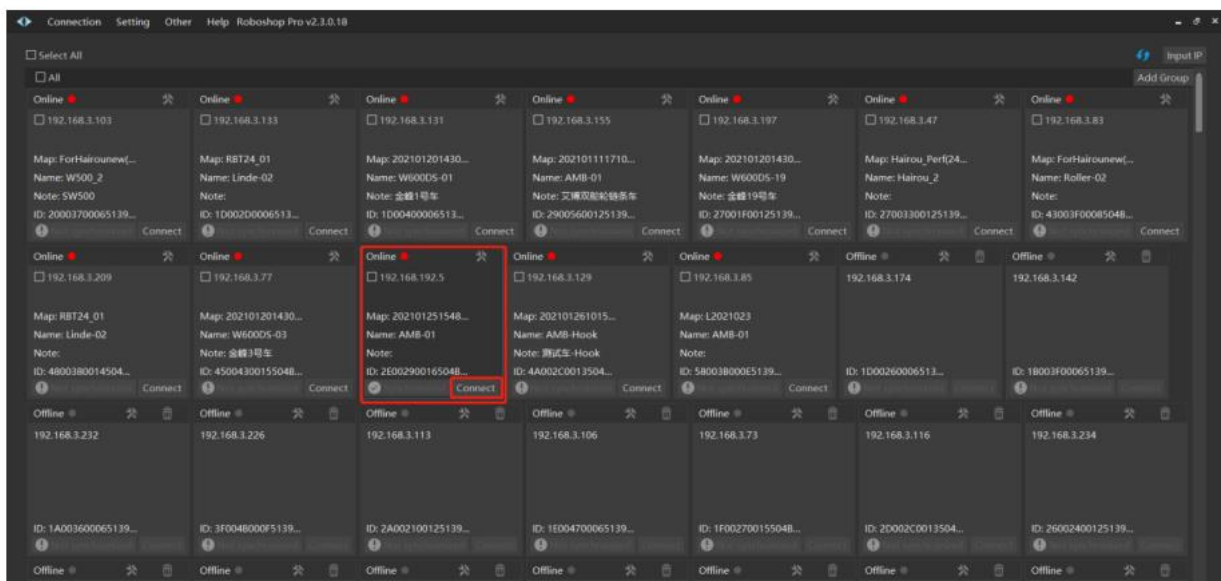 Connection Setting Other Help Roboshop Pro v2.3.0.18
Select All
Input IP
All
Add Group
Online Online Online Online Online Online Online
192.168.3.103 192.168.3.133 192.168.3.131 192.168.3.155 192.168.3.197 192.168.3.47 192.168.3.83
Map: ForHairounew(... Map: RBT24_01 Map: 202101201430... Map: 202101111710... Map: 202101201430... Map: Hairou_Perf(24... Map: ForHairounew(...
Name: W500_2 Name: Linde-02 Name: W600DS-01 Name: AMB-01 Name: W600DS-19 Name: Hairou_2 Name: Roller-02
Note: SW500 Note: Note: 金峰1号车 Note: 艾博双舵轮链条车 Note: 金峰19号车 Note: Note:
ID: 20003700065139... ID: 1D002D0006513... ID: 1D00400006513... ID: 29005600125139... ID: 27001F00125139... ID: 27003300125139... ID: 43003F0008504B...
Connect Connect Connect Connect Connect Connect Connect
Online Online Online Online Online Offline Offline
192.168.3.209 192.168.3.77 192.168.192.5 192.168.3.129 192.168.3.85 192.168.3.174 192.168.3.142
Map: RBT24_01 Map: 202101201430... Map: 202101251548... Map: 202101261015... Map: L2021023
Name: Linde-02 Name: W600DS-03 Name: AMB-01 Name: AMB-Hook Name: AMB-01
Note: Note: 金峰3号车 Note: Note: 测试车-Hook Note:
ID: 4800380014504... ID: 45004300155048... ID: 2E00290016504B... ID: 4A002C0013504... ID: 58003B000E5139... ID: 1D00260006513... ID: 1B003F00065139...
Connect Connect Connect Connect Connect
Offline Offline Offline Offline Offline Offline Offline
192.168.3.232 192.168.3.226 192.168.3.113 192.168.3.106 192.168.3.73 192.168.3.116 192.168.3.234
ID: 1A003600065139... ID: 3F004B000F5139... ID: 2A002100125139... ID: 1E004700065139... ID: 1F00270015504B... ID: 2D002C0013504... ID: 26002400125139...
Offline Offline Offline Offline Offline Offline Offline